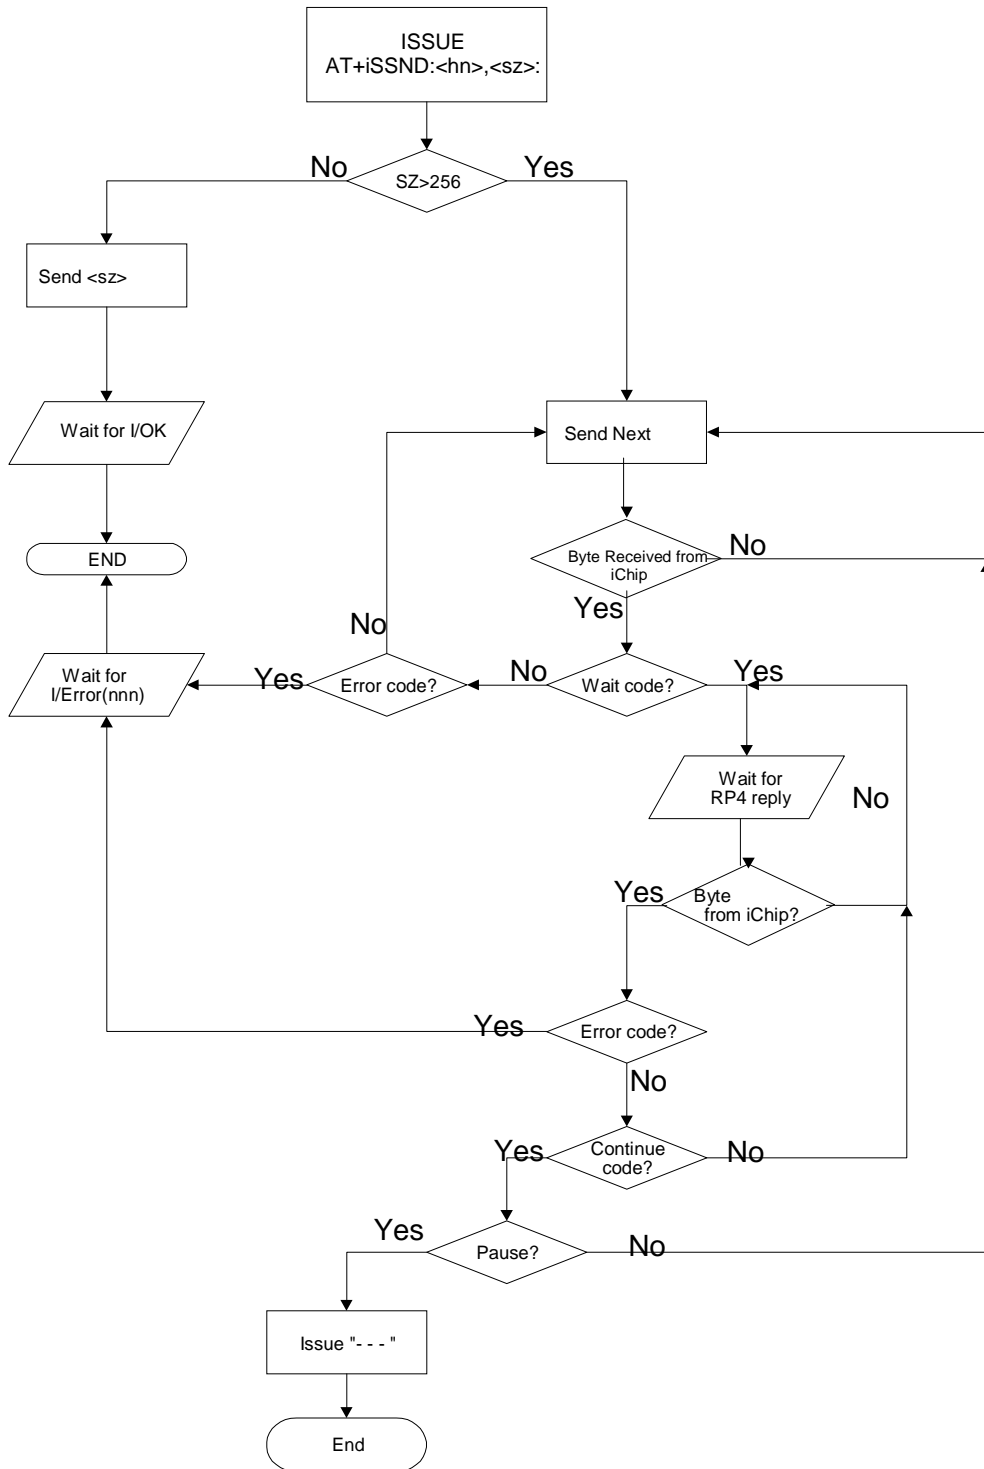 ISSUE
AT+iSSND:<hn>,<sz>:
No
Yes
SZ>256
Send <sz>
Wait for I/OK
Send Next
END
Byte Received from
iChip
No
Yes
No
Wait for
I/Error(nnn)
Yes
Error code?
No
Wait code?
Yes
Wait for
RP4 reply
No
Yes
Byte
from iChip?
Yes
Error code?
No
Yes
Continue
code?
No
Yes
Pause?
No
Issue "- - - "
End